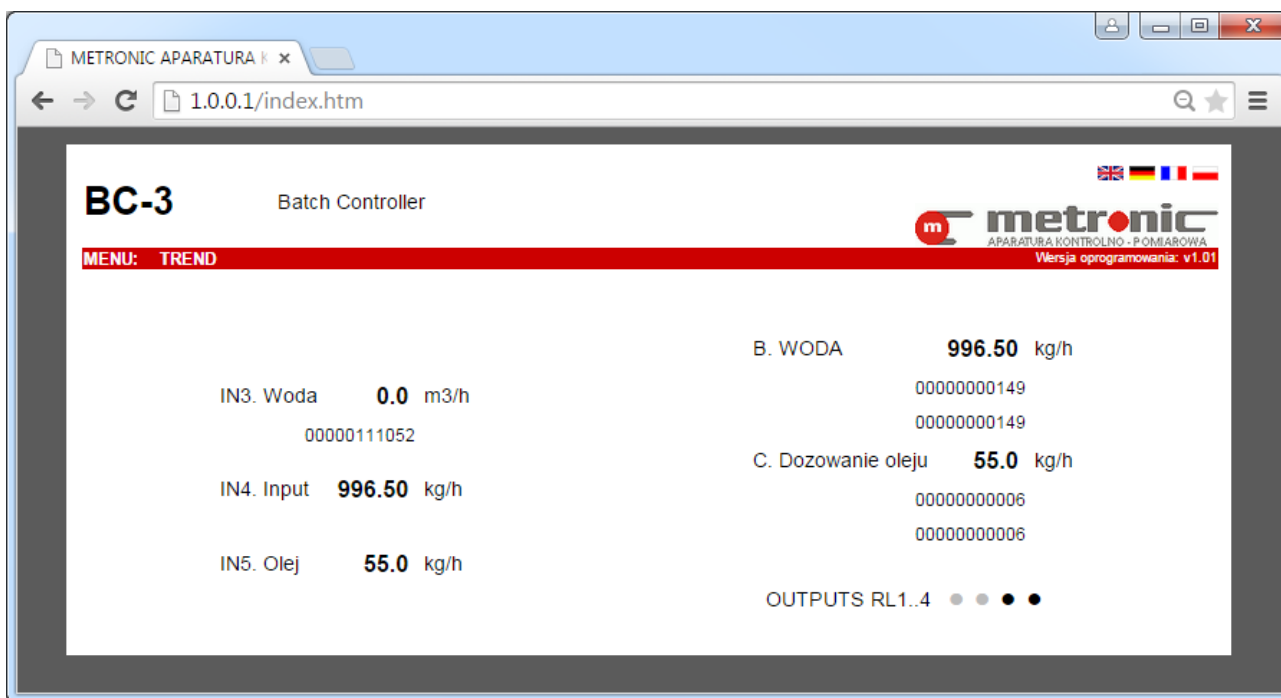 METRONIC APARATURA K
1.0.0.1/index.htm
BC-3
Batch Controller
m metronic
APARATURA KONTROLNO - POMIAROWA
MENU: TREND
Wersja oprogramowania: v1.01
IN3. Woda 0.0 m3/h
00000111052
IN4. Input 996.50 kg/h
IN5. Olej 55.0 kg/h
B. WODA 996.50 kg/h
00000000149
00000000149
C. Dozowanie oleju 55.0 kg/h
00000000006
00000000006
OUTPUTS RL1..4